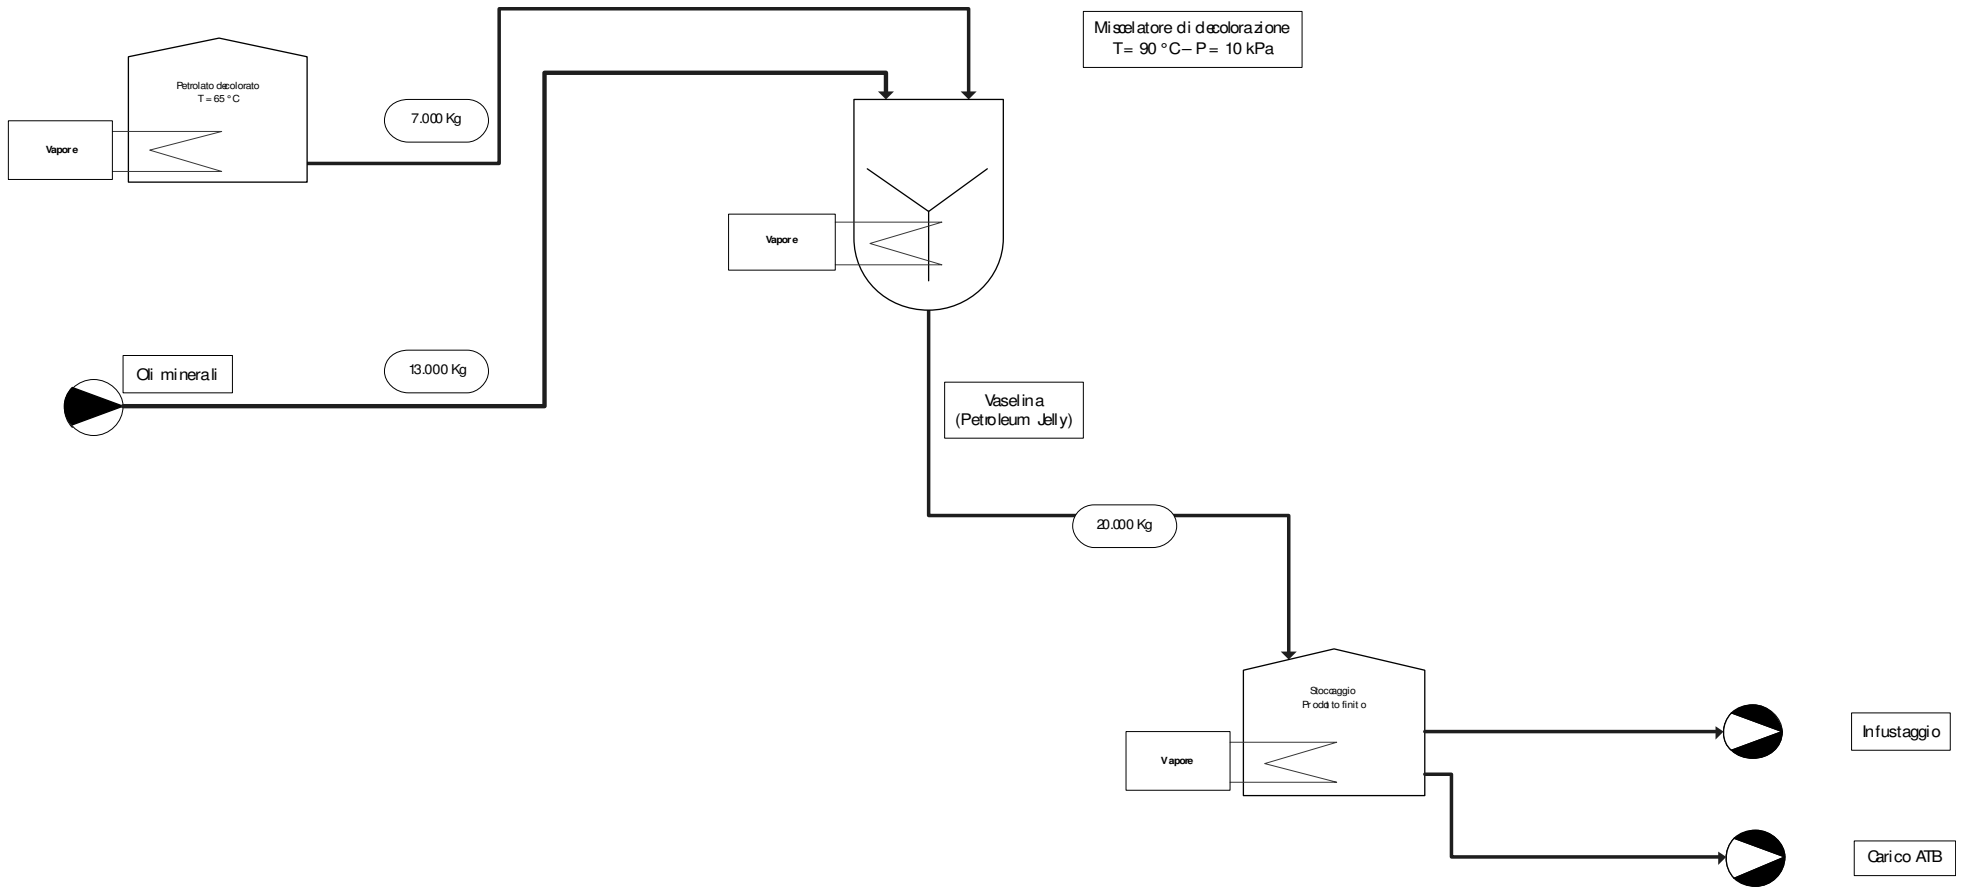 Miscelatore di decolorazione
T= 90 °C – P = 10 kPa
Petrolato decolorato
T = 65 °C
7.000 Kg
Vapore
Vapore
Oli minerali
13.000 Kg
Vaselina
(Petroleum Jelly)
20.000 Kg
Stoccaggio
Prodotto finito
Vapore
Infustaggio
Carico ATB